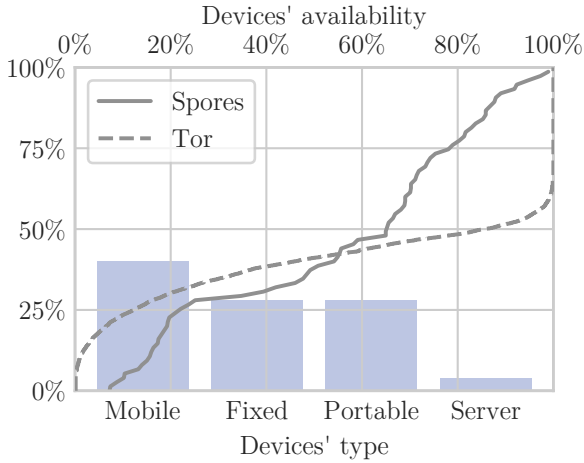 Devices' availability
0% 20% 40% 60% 80% 100%
100%
Spores
Tor
75%
50%
25%
0%
Mobile Fixed Portable Server
Devices' type